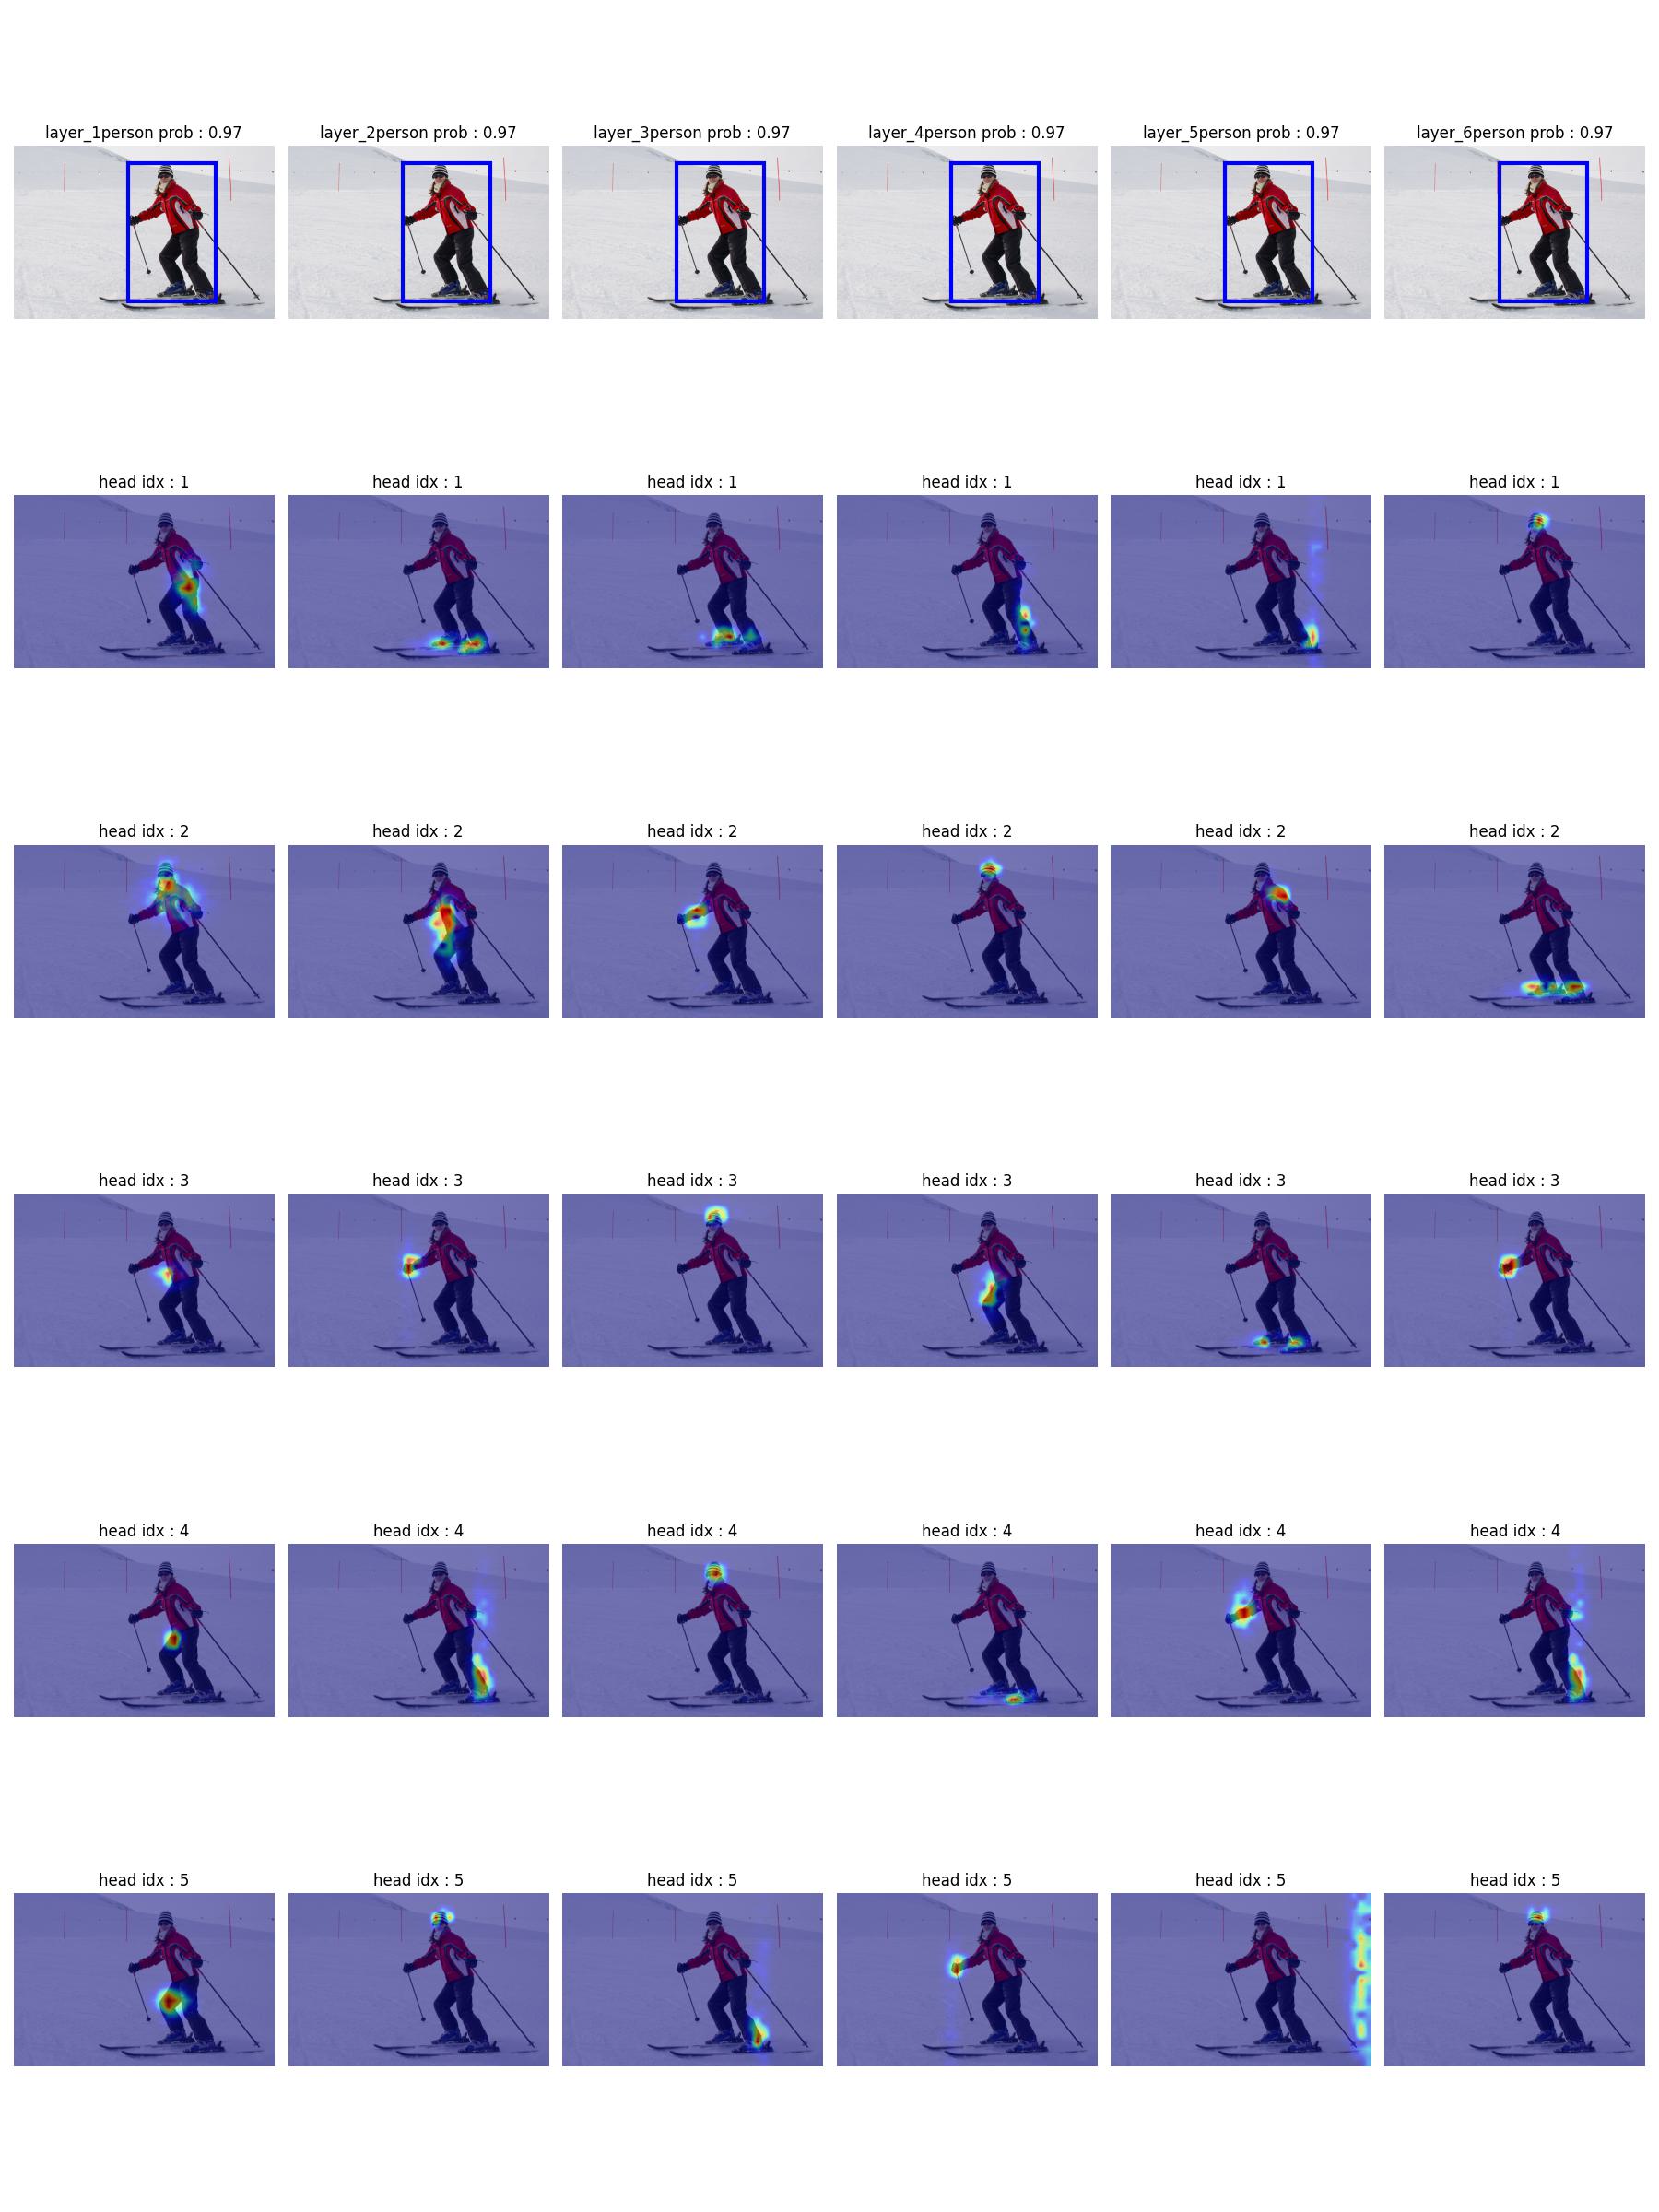 layer_1person prob : 0.97 layer_2person prob : 0.97 layer_3person prob : 0.97 layer_4person prob : 0.97 layer_5person prob : 0.97 layer_6person prob : 0.97
head idx : 1 head idx : 1 head idx : 1 head idx : 1 head idx : 1 head idx : 1
head idx : 2 head idx : 2 head idx : 2 head idx : 2 head idx : 2 head idx : 2
head idx : 3 head idx : 3 head idx : 3 head idx : 3 head idx : 3 head idx : 3
head idx : 4 head idx : 4 head idx : 4 head idx : 4 head idx : 4 head idx : 4
head idx : 5 head idx : 5 head idx : 5 head idx : 5 head idx : 5 head idx : 5